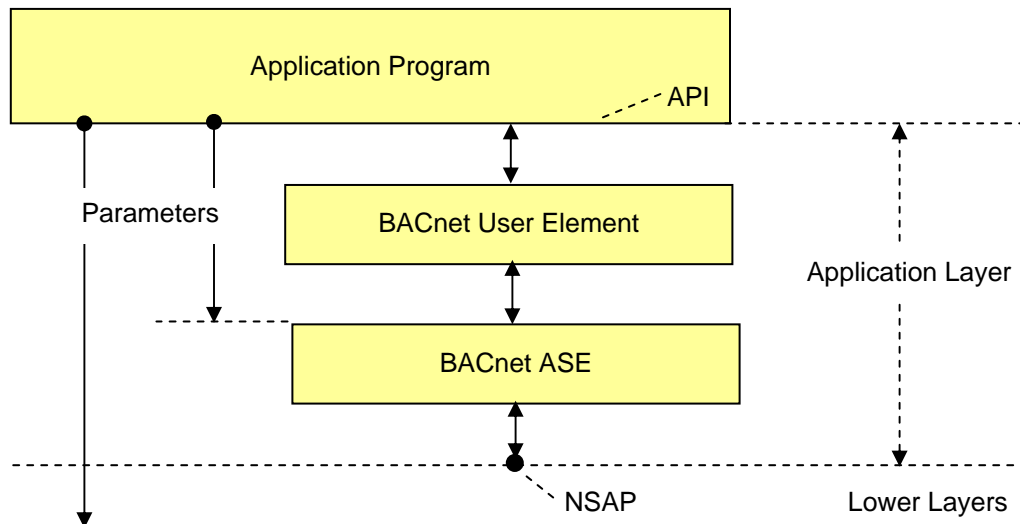 Application Program
API
Parameters
BACnet User Element
Application Layer
BACnet ASE
NSAP
Lower Layers